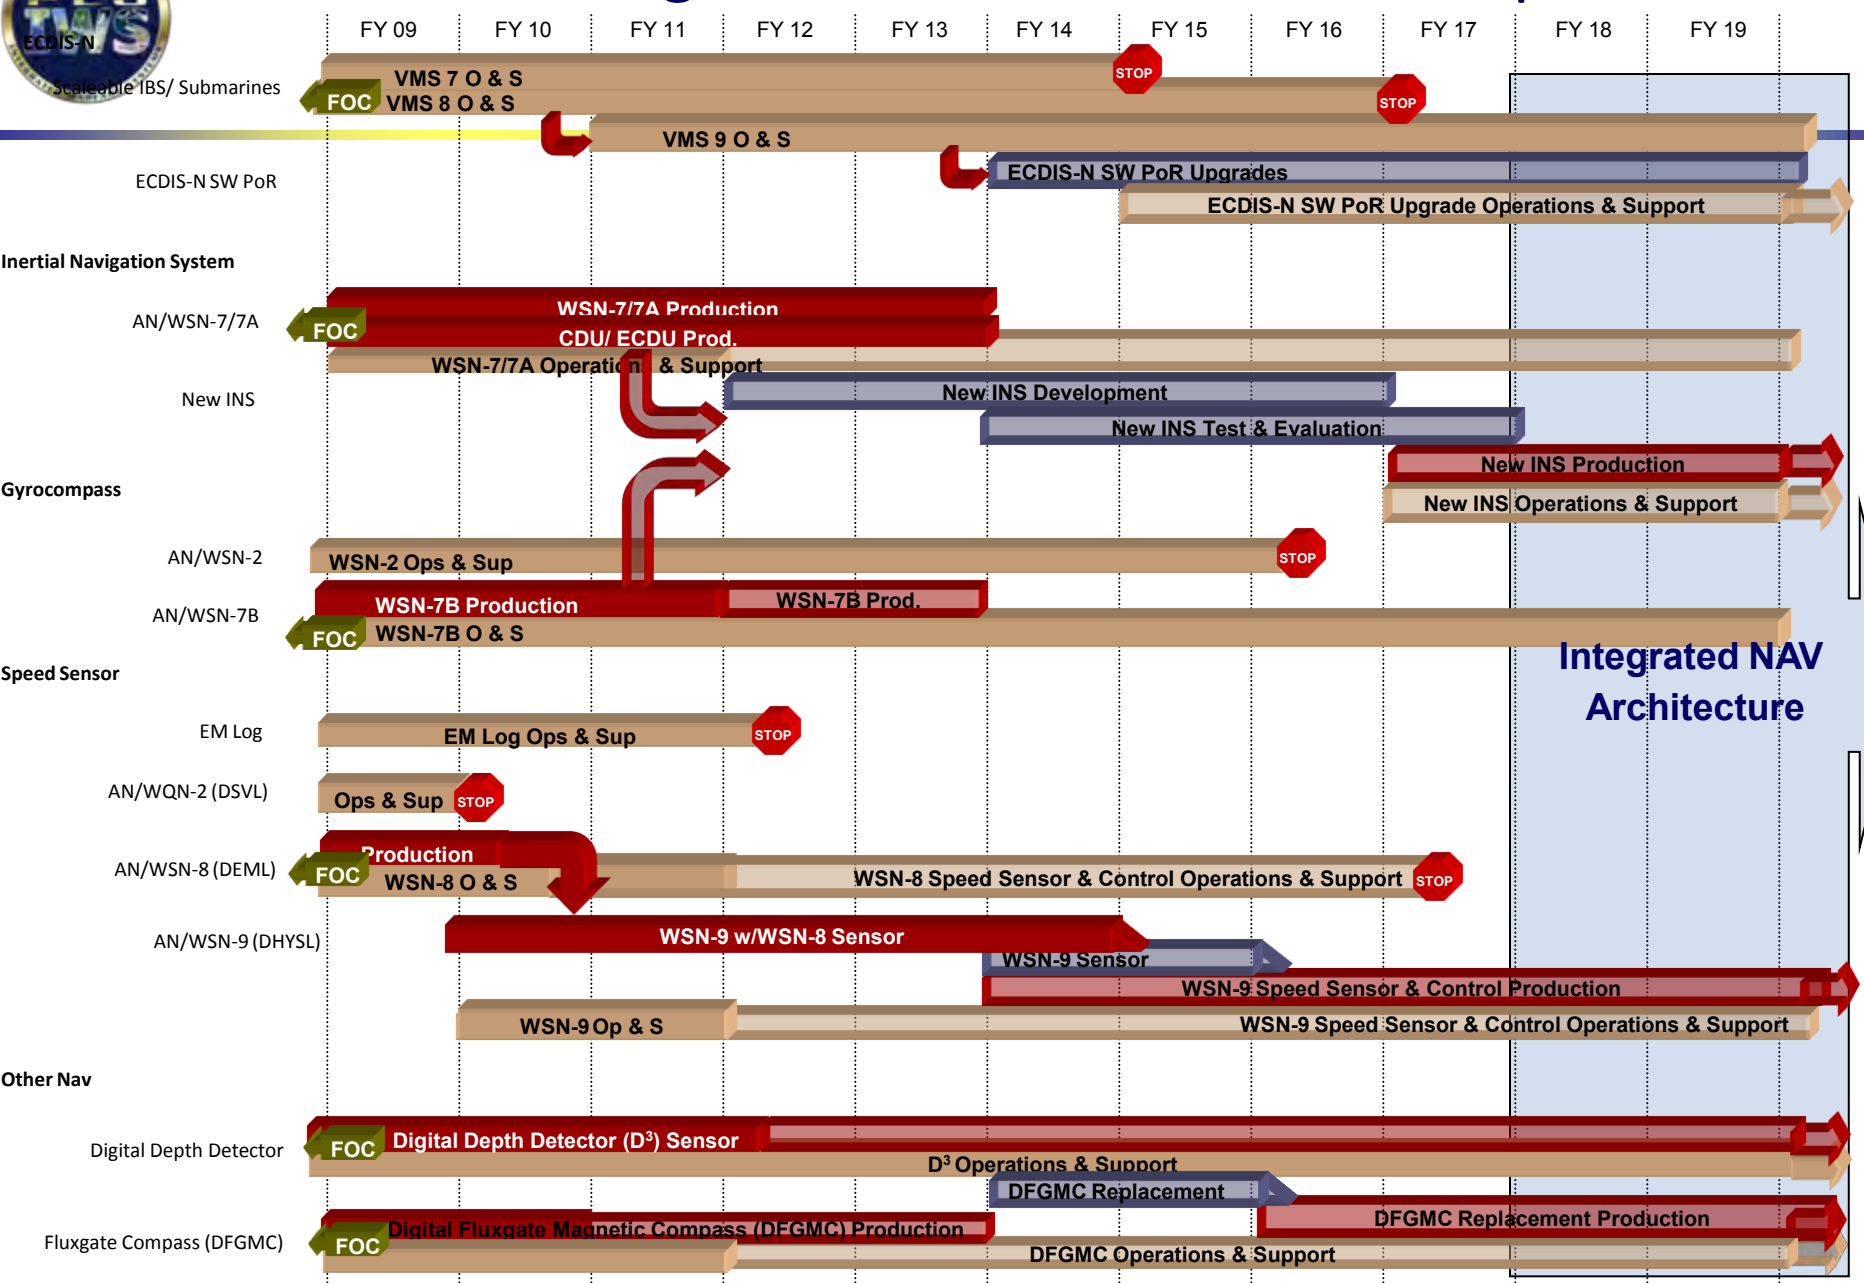 FY 09 FY 10 FY 11 FY 12 FY 13 FY 14 FY 15 FY 16 FY 17 FY 18 FY 19
IWS
ECDIS-N
Scaleable IBS/ Submarines
FOC
VMS 7 O & S
STOP
VMS 8 O & S
STOP
VMS 9 O & S
ECDIS-N SW PoR
ECDIS-N SW PoR Upgrades
ECDIS-N SW PoR Upgrade Operations & Support
Inertial Navigation System
AN/WSN-7/7A
FOC
WSN-7/7A Production
CDU/ ECDU Prod.
WSN-7/7A Operations & Support
New INS
New INS Development
New INS Test & Evaluation
New INS Production
New INS Operations & Support
Gyrocompass
AN/WSN-2
WSN-2 Ops & Sup
STOP
AN/WSN-7B
FOC
WSN-7B Production
WSN-7B Prod.
WSN-7B O & S
Integrated NAV
Architecture
Speed Sensor
EM Log
EM Log Ops & Sup
STOP
AN/WQN-2 (DSVL)
Ops & Sup
STOP
AN/WSN-8 (DEML)
FOC
Production
WSN-8 O & S
WSN-8 Speed Sensor & Control Operations & Support
STOP
AN/WSN-9 (DHYSL)
WSN-9 w/WSN-8 Sensor
WSN-9 Sensor
WSN-9 Speed Sensor & Control Production
WSN-9 Op & S
WSN-9 Speed Sensor & Control Operations & Support
Other Nav
Digital Depth Detector
FOC
Digital Depth Detector (D³) Sensor
D³ Operations & Support
DFGMC Replacement
DFGMC Replacement Production
Fluxgate Compass (DFGMC)
FOC
Digital Fluxgate Magnetic Compass (DFGMC) Production
DFGMC Operations & Support